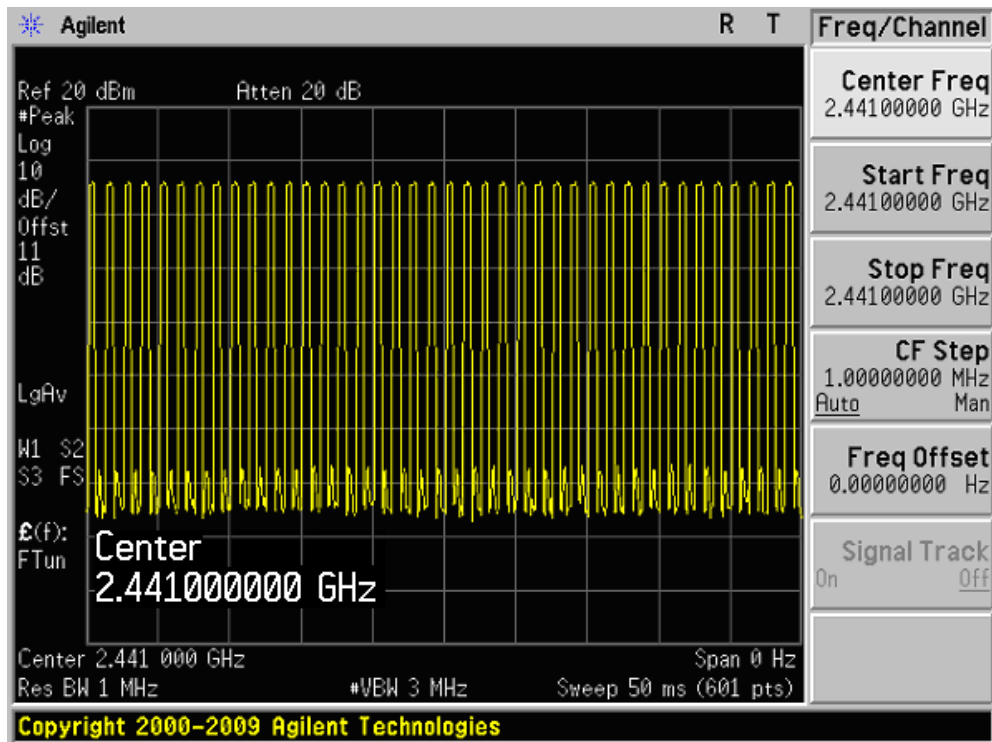 Agilent R T Freq/Channel
Ref 20 dBm Atten 20 dB
#Peak
Log
10
dB/
Offst
11
dB
LgAv
W1 S2
S3 FS
£(f):
FTun
Center
2.441000000 GHz
Center 2.441 000 GHz Span 0 Hz
Res BW 1 MHz #VBW 3 MHz Sweep 50 ms (601 pts)
Center Freq
2.44100000 GHz
Start Freq
2.44100000 GHz
Stop Freq
2.44100000 GHz
CF Step
1.00000000 MHz
Auto Man
Freq Offset
0.00000000 Hz
Signal Track
On Off
Copyright 2000-2009 Agilent Technologies